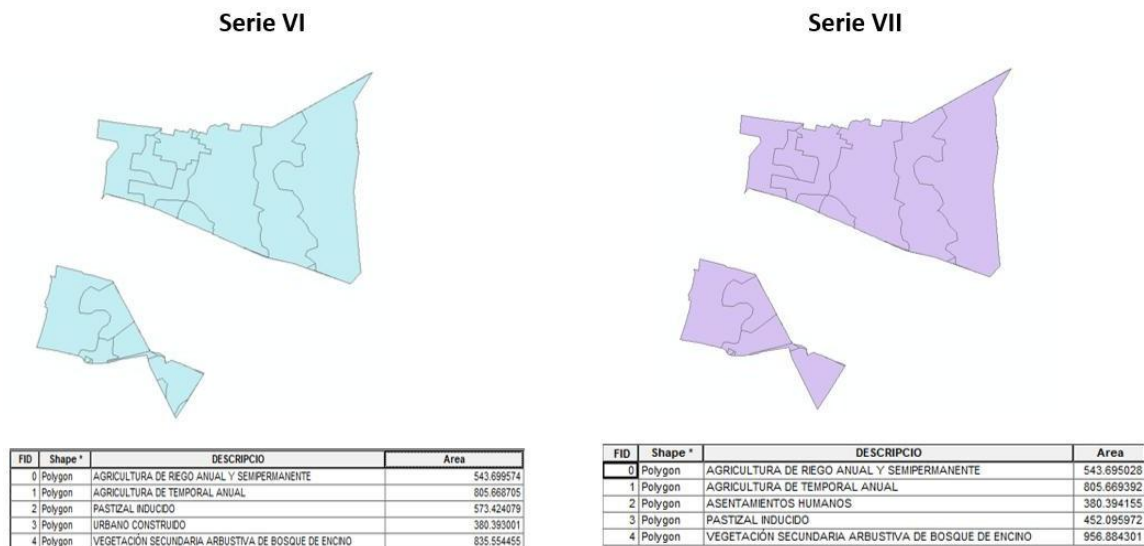 Serie VI
Serie VII
FID Shape * DESCRIPCIO Area
0 Polygon AGRICULTURA DE RIEGO ANUAL Y SEMIPERMANENTE 543.699574
1 Polygon AGRICULTURA DE TEMPORAL ANUAL 805.668705
2 Polygon PASTIZAL INDUCIDO 573.424079
3 Polygon URBANO CONSTRUIDO 380.393001
4 Polygon VEGETACIÓN SECUNDARIA ARBUSTIVA DE BOSQUE DE ENCINO 835.554455
FID Shape * DESCRIPCIO Area
0 Polygon AGRICULTURA DE RIEGO ANUAL Y SEMIPERMANENTE 543.695028
1 Polygon AGRICULTURA DE TEMPORAL ANUAL 805.669392
2 Polygon ASENTAMIENTOS HUMANOS 380.394155
3 Polygon PASTIZAL INDUCIDO 452.095972
4 Polygon VEGETACIÓN SECUNDARIA ARBUSTIVA DE BOSQUE DE ENCINO 956.884301